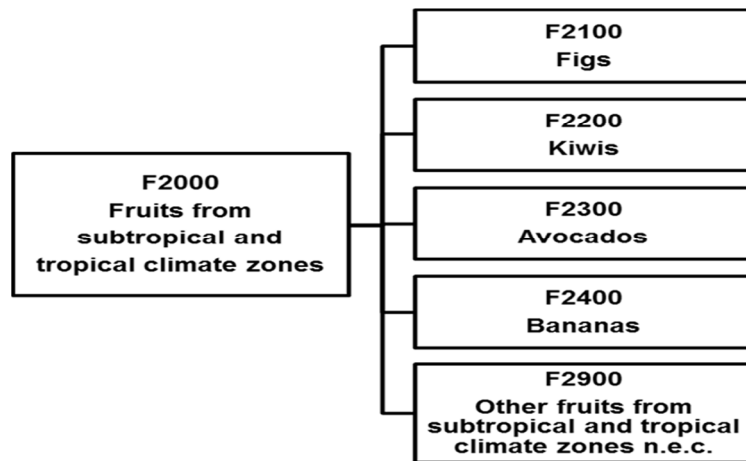 F2000
Fruits from
subtropical and
tropical climate zones
F2100
Figs
F2200
Kiwis
F2300
Avocados
F2400
Bananas
F2900
Other fruits from
subtropical and tropical
climate zones n.e.c.